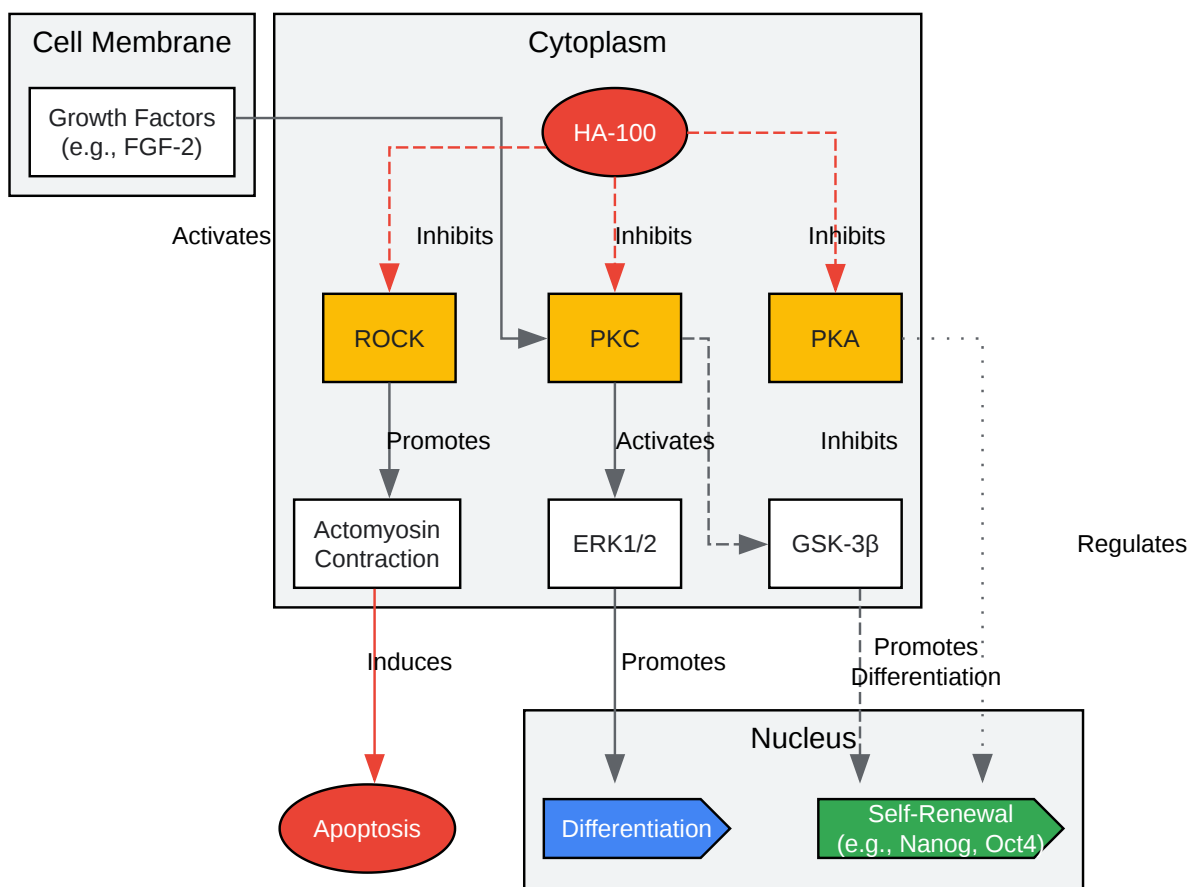 Cell Membrane
Cytoplasm
Growth Factors
(e.g., FGF-2)
HA-100
Activates
Inhibits
Inhibits
Inhibits
ROCK
PKC
PKA
Promotes
Activates
Inhibits
Actomyosin
Contraction
ERK1/2
GSK-3β
Regulates
Induces
Promotes
Promotes
Differentiation
Nucleus
Apoptosis
Differentiation
Self-Renewal
(e.g., Nanog, Oct4)